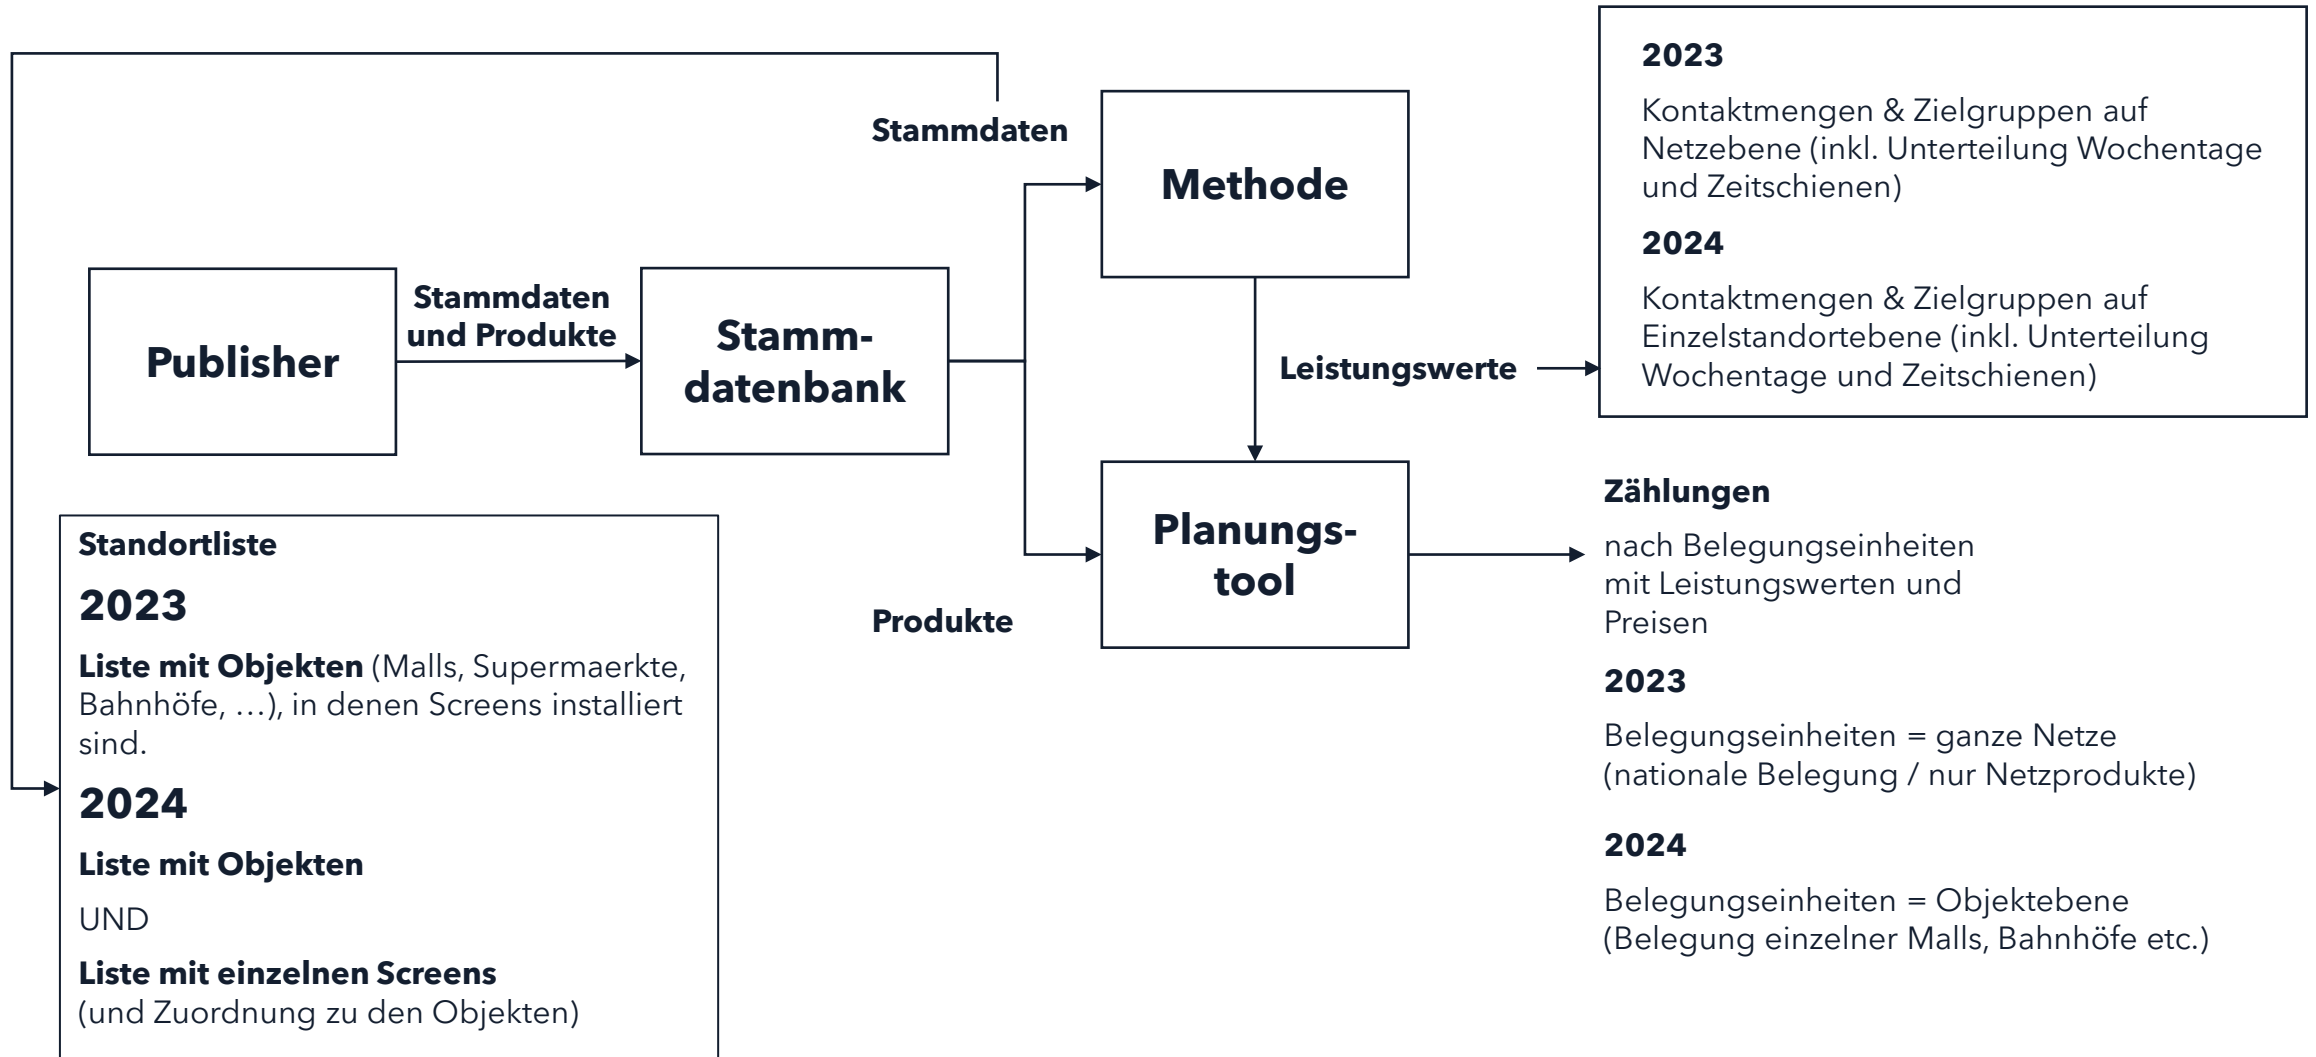 Stammdaten
Methode
Publisher
Stammdaten
und Produkte
Stamm-
datenbank
Leistungswerte
Planungs-
tool
Produkte
2023
Kontaktmengen & Zielgruppen auf
Netzebene (inkl. Unterteilung Wochentage
und Zeitschienen)
2024
Kontaktmengen & Zielgruppen auf
Einzelstandortebene (inkl. Unterteilung
Wochentage und Zeitschienen)
Zählungen
nach Belegungseinheiten
mit Leistungswerten und
Preisen
2023
Belegungseinheiten = ganze Netze
(nationale Belegung / nur Netzprodukte)
2024
Belegungseinheiten = Objektebene
(Belegung einzelner Malls, Bahnhöfe etc.)
Standortliste
2023
Liste mit Objekten (Malls, Supermaerkte,
Bahnhöfe, …), in denen Screens installiert
sind.
2024
Liste mit Objekten
UND
Liste mit einzelnen Screens
(und Zuordnung zu den Objekten)